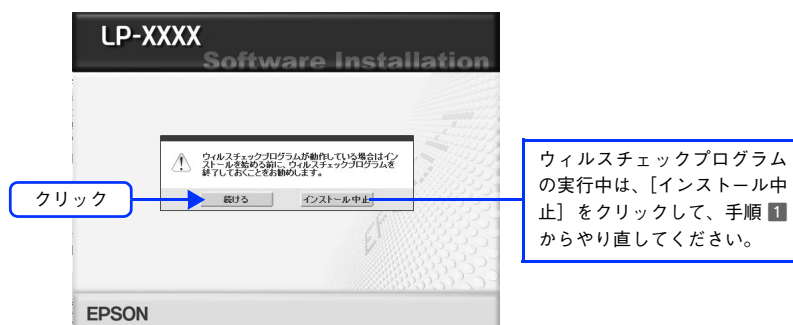 LP-XXXX
Software Installation
ウィルスチェックプログラムが動作している場合はイン
ストールを始める前に、ウィルスチェックプログラムを
終了しておくことをお勧めします。
クリック
続ける
インストール中止
ウィルスチェックプログラム
の実行中は、［インストール中
止］をクリックして、手順 1
からやり直してください。
EPSON